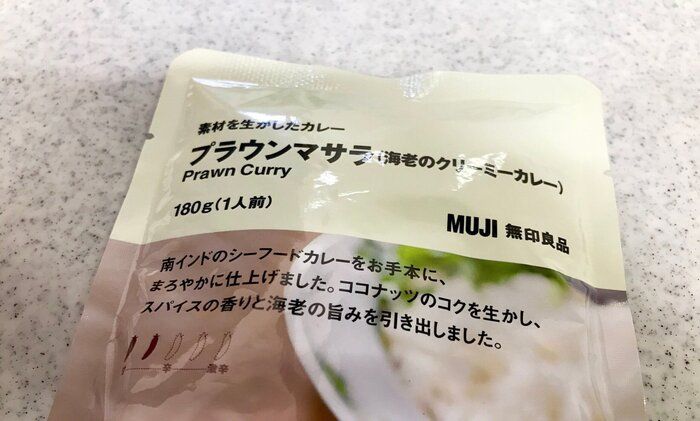 素材を生かしたカレー
プラウンマサラ(海老のクリーミーカレー)
Prawn Curry
180g(1人前)
MUJI 無印良品
南インドのシーフードカレーをお手本に、
まろやかに仕上げました。ココナッツのコクを生かし、
スパイスの香りと海老の旨みを引き出しました。
辛